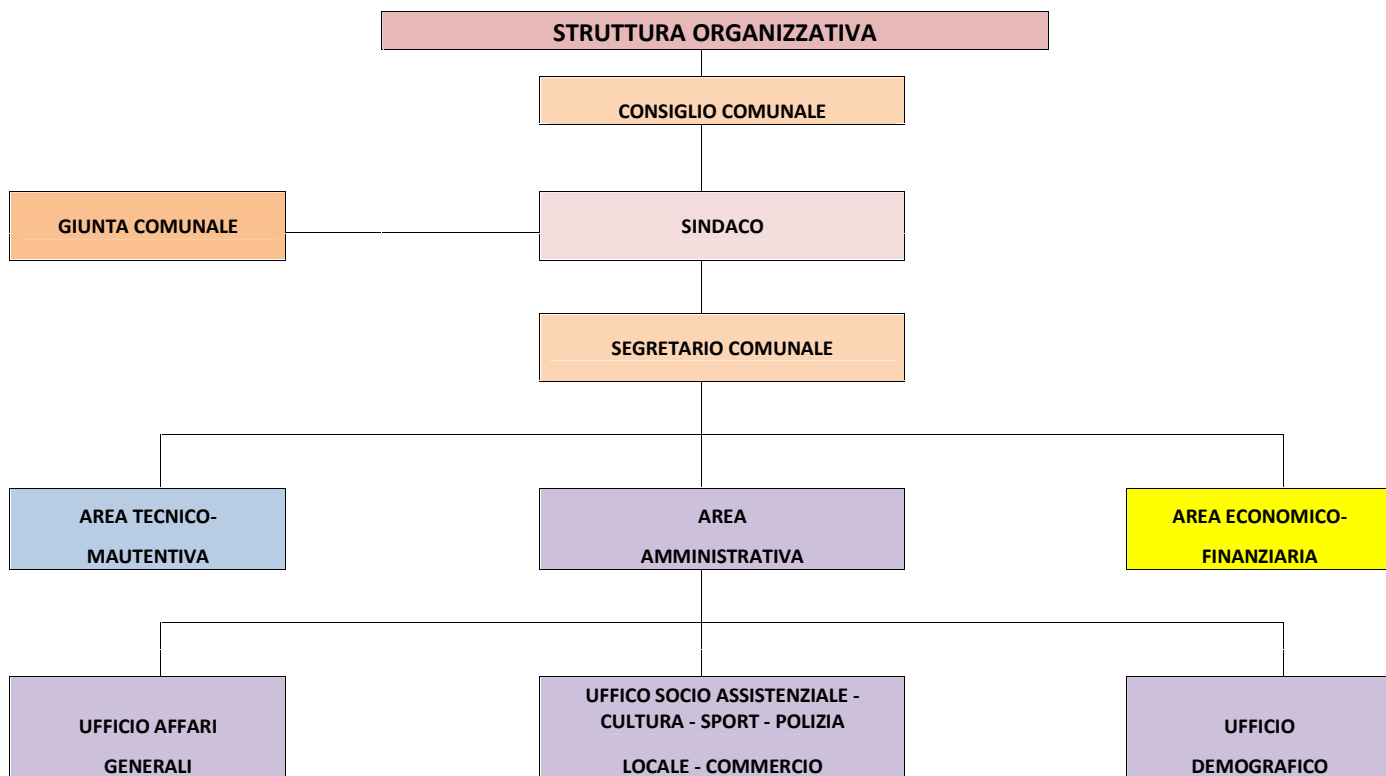 STRUTTURA ORGANIZZATIVA
CONSIGLIO COMUNALE
GIUNTA COMUNALE
SINDACO
SEGRETARIO COMUNALE
AREA TECNICO-
MAUTENTIVA
AREA
AMMINISTRATIVA
AREA ECONOMICO-
FINANZIARIA
UFFICIO AFFARI
GENERALI
UFFICO SOCIO ASSISTENZIALE -
CULTURA - SPORT - POLIZIA
LOCALE - COMMERCIO
UFFICIO
DEMOGRAFICO